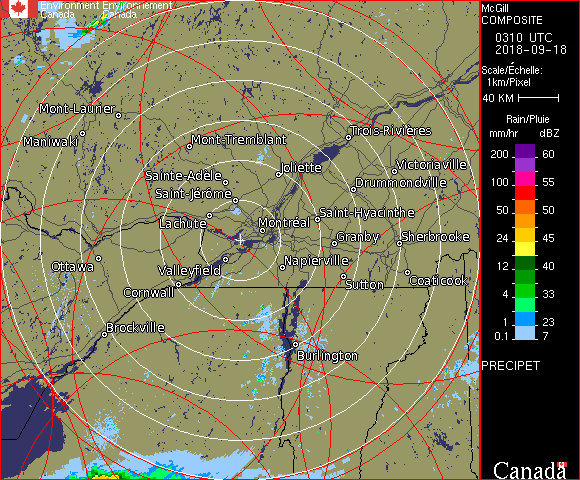 Environment Environnement
Canada Canada
McGill
COMPOSITE
0310 UTC
2018-09-18
Scale/Échelle:
1km/Pixel
40 KM
Rain/Pluie
mm/hr dBZ
200 60
100 55
50 50
24 45
12 40
4 33
1 23
0.1 7
PRECIPET
Canada
Mont-Laurier
Maniwaki
Trois-Rivières
Mont-Tremblant
Joliette
Victoriaville
Sainte-Adèle
Drummondville
Saint-Jérôme
Saint-Hyacinthe
Lachute
Montréal
Granby
Sherbrooke
Ottawa
Valleyfield
Napierville
Cornwall
Sutton
Coaticook
Brockville
Burlington